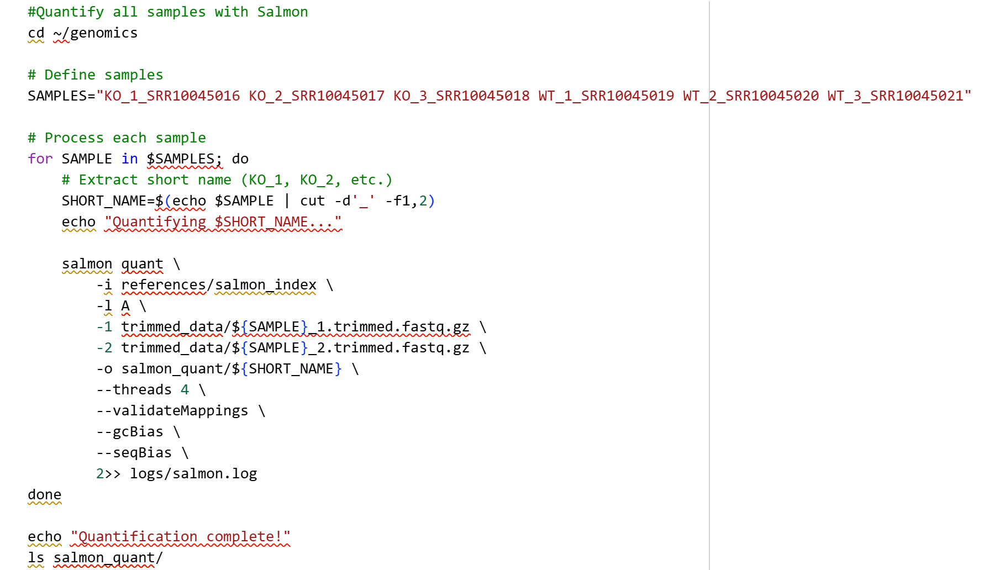 #Quantify all samples with Salmon
cd ~/genomics
# Define samples
SAMPLES="KO_1_SRR10045016 KO_2_SRR10045017 KO_3_SRR10045018 WT_1_SRR10045019 WT_2_SRR10045020 WT_3_SRR10045021"
# Process each sample
for SAMPLE in $SAMPLES; do
    # Extract short name (KO_1, KO_2, etc.)
    SHORT_NAME=$(echo $SAMPLE | cut -d'_' -f1,2)
    echo "Quantifying $SHORT_NAME..."
    salmon quant \
        -i references/salmon_index \
        -l A \
        -1 trimmed_data/${SAMPLE}_1.trimmed.fastq.gz \
        -2 trimmed_data/${SAMPLE}_2.trimmed.fastq.gz \
        -o salmon_quant/${SHORT_NAME} \
        --threads 4 \
        --validateMappings \
        --gcBias \
        --seqBias \
        2>> logs/salmon.log
done
echo "Quantification complete!"
ls salmon_quant/